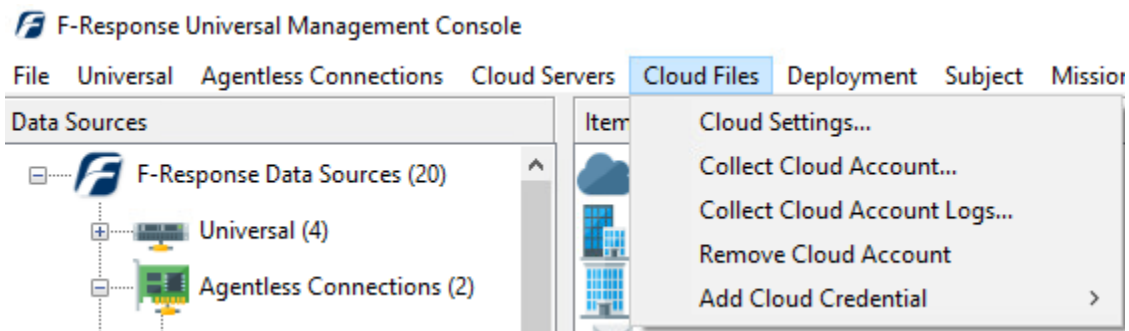 F-Response Universal Management Console
File Universal Agentless Connections Cloud Servers Cloud Files Deployment Subject
Data Sources
Cloud Settings...
F-Response Data Sources (20)
Collect Cloud Account...
Collect Cloud Account Logs...
Universal (4)
Remove Cloud Account
Agentless Connections (2)
Add Cloud Credential >